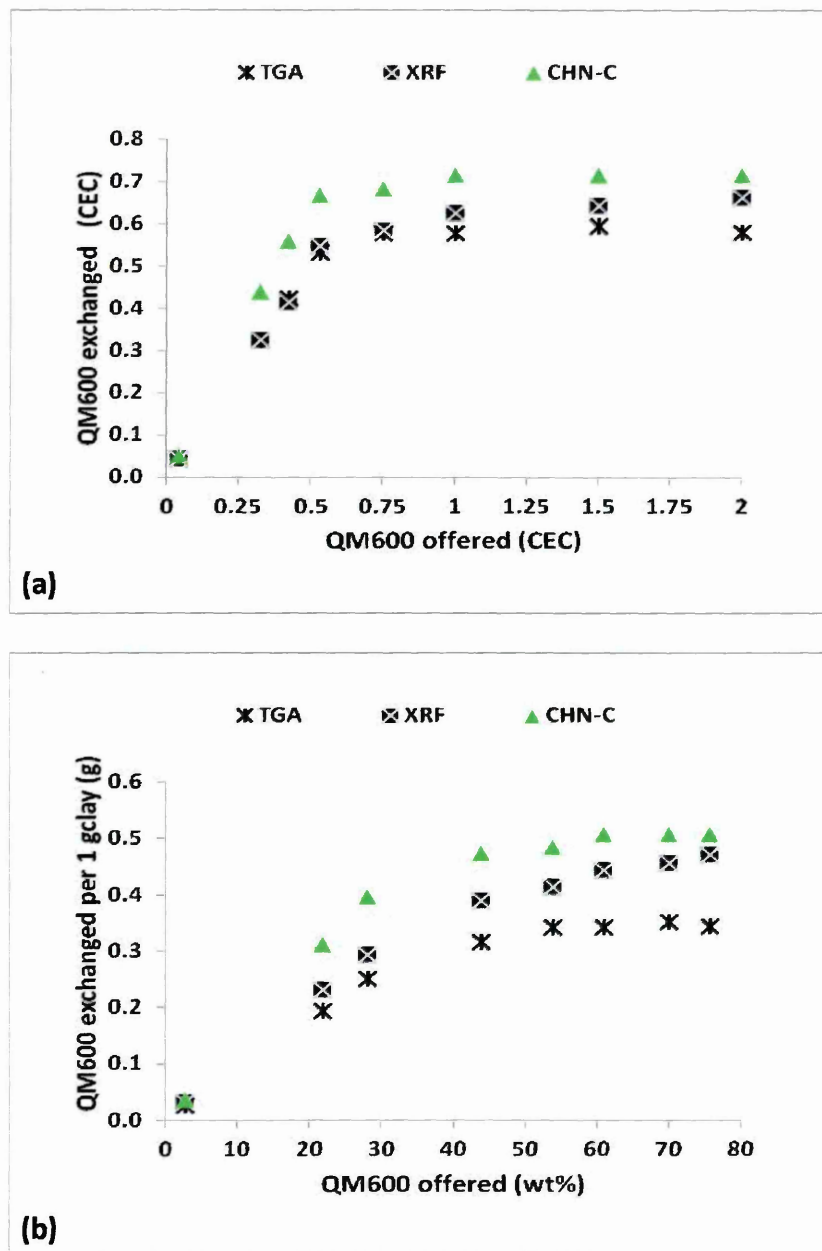 TGA XRF CHN-C
QM600 exchanged (CEC)
0.8
0.7
0.6
0.5
0.4
0.3
0.2
0.1
0.0
0 0.25 0.5 0.75 1 1.25 1.5 1.75 2
QM600 offered (CEC)
(a)
TGA XRF CHN-C
QM600 exchanged per 1 gclay (g)
0.6
0.5
0.4
0.3
0.2
0.1
0.0
0 10 20 30 40 50 60 70 80
QM600 offered (wt%)
(b)